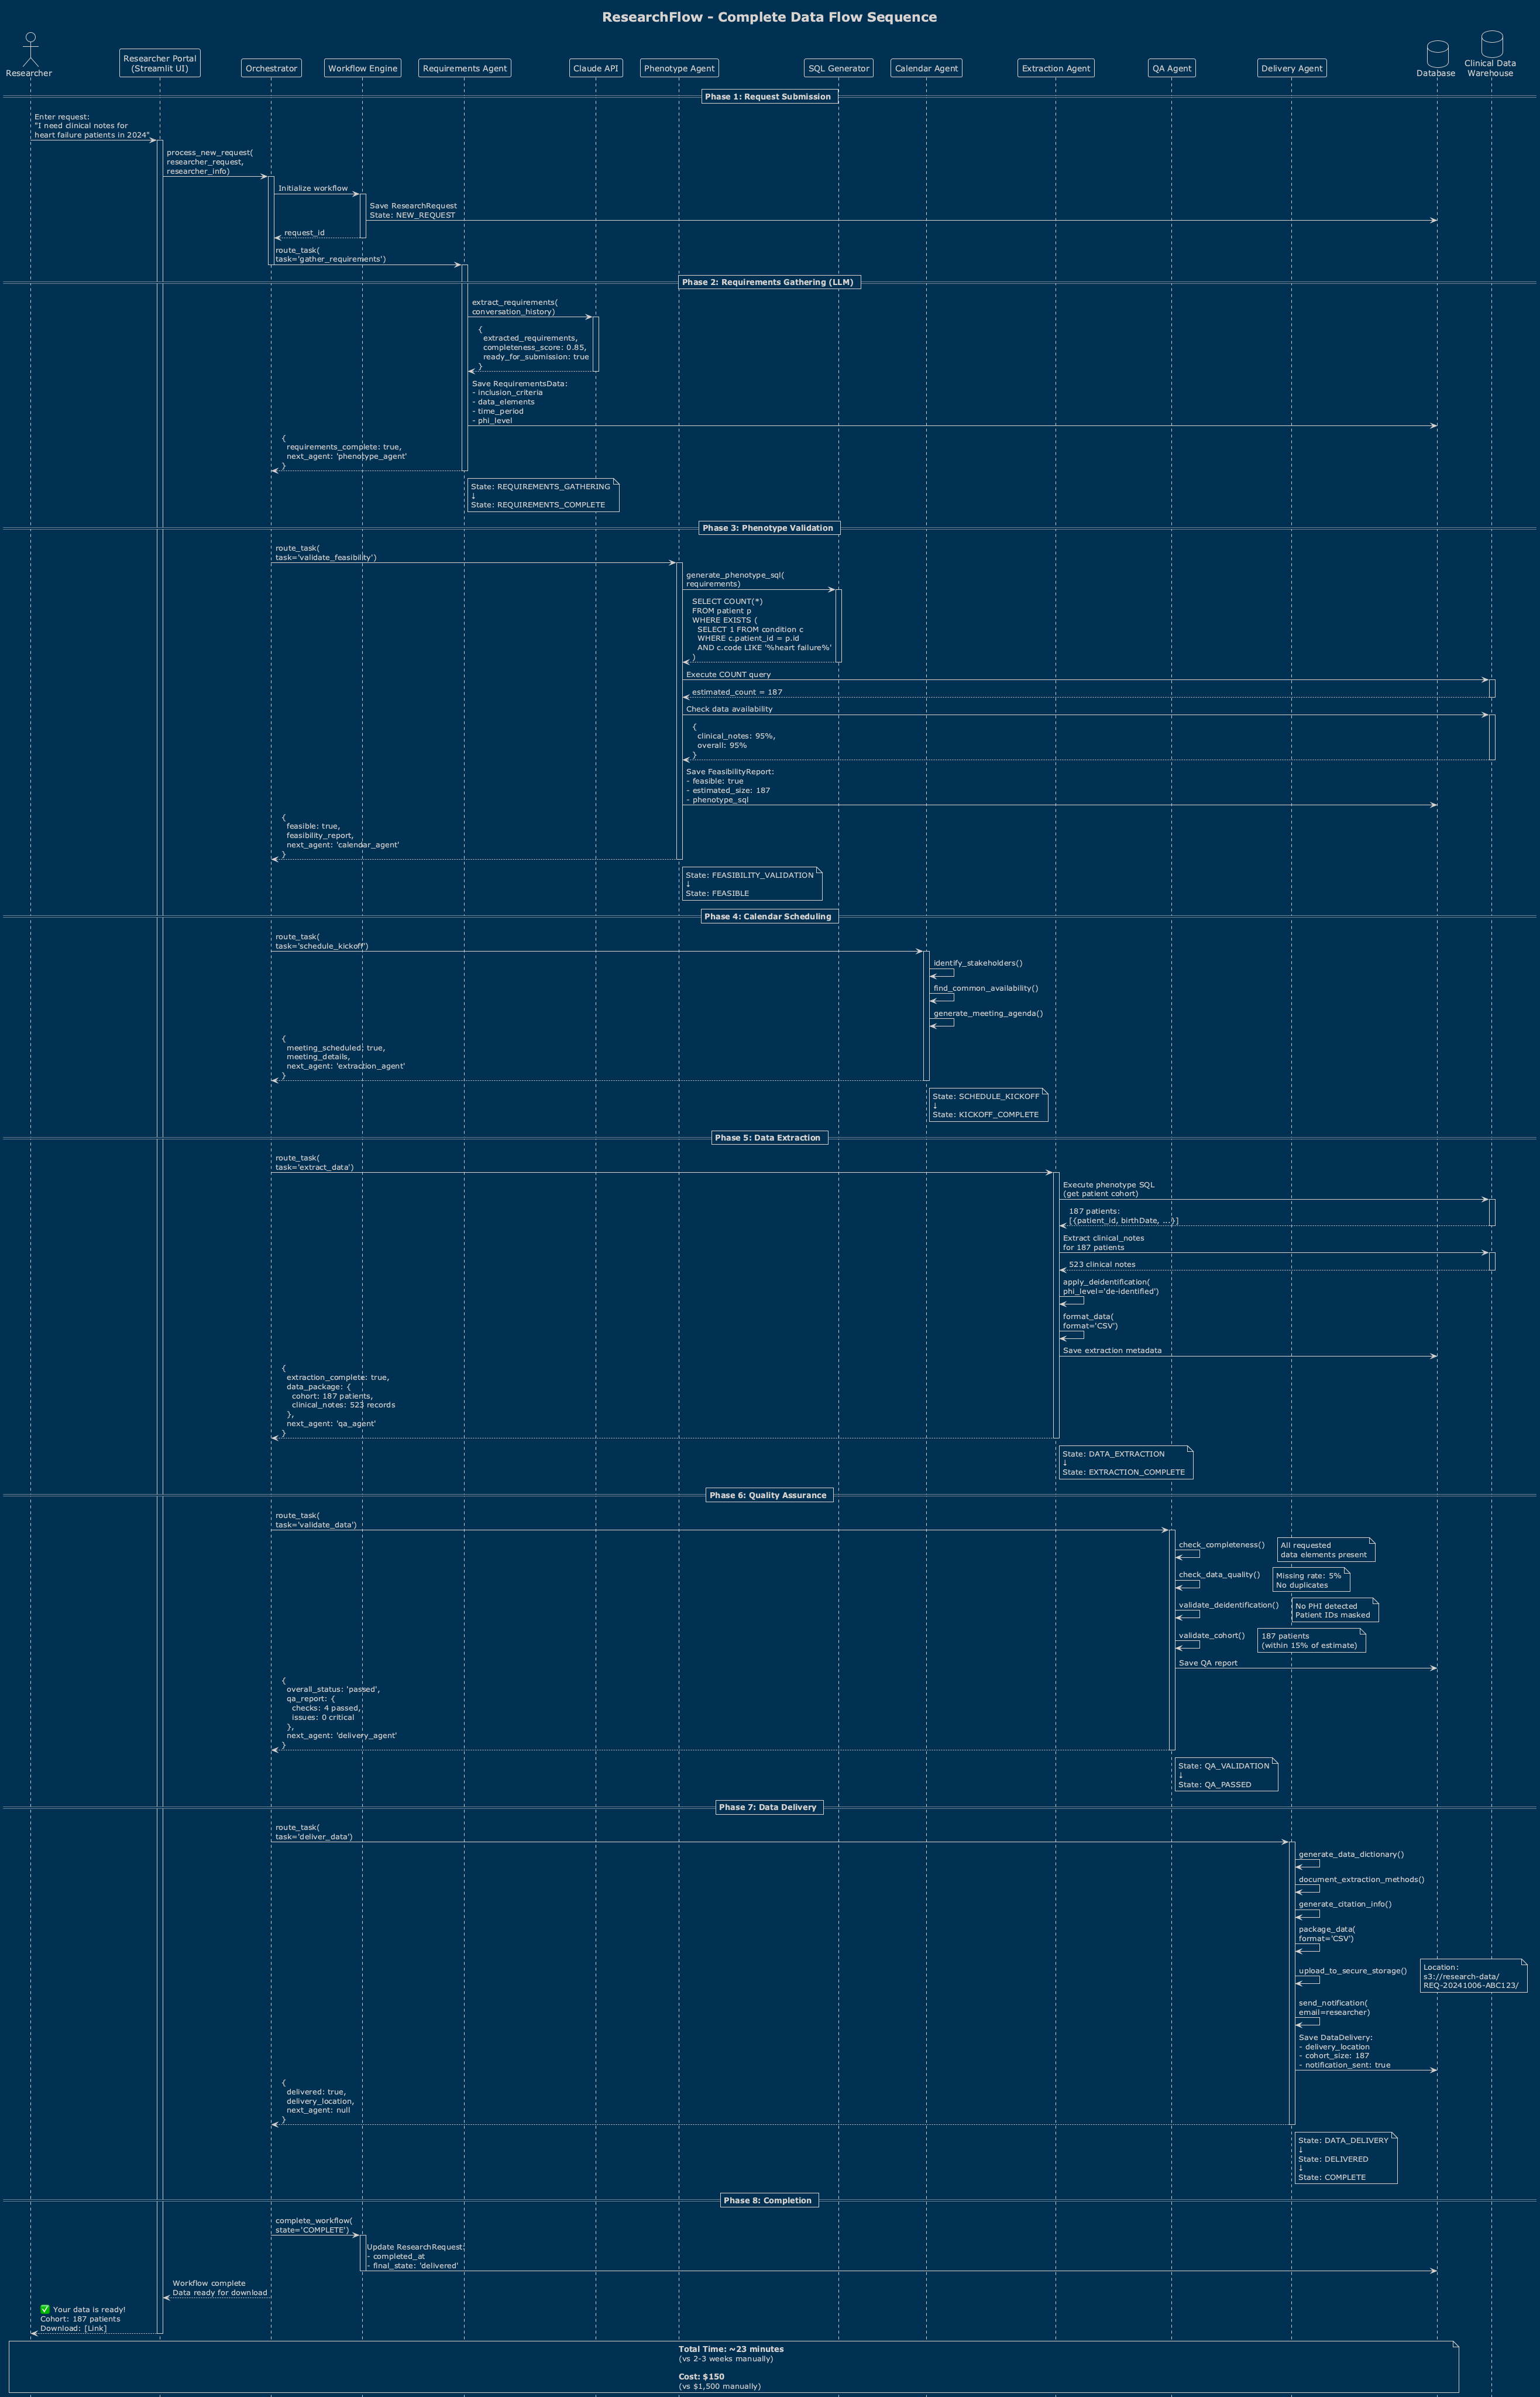 ResearchFlow - Complete Data Flow Sequence
Researcher
Researcher Portal
(Streamlit UI)
Orchestrator
Workflow Engine
Requirements Agent
Claude API
Phenotype Agent
SQL Generator
Calendar Agent
Extraction Agent
QA Agent
Delivery Agent
Database
Clinical Data
Warehouse
Phase 1: Request Submission
Enter request:
"I need clinical notes for
heart failure patients in 2024"
process_new_request(
researcher_request,
researcher_info)
Initialize workflow
Save ResearchRequest
State: NEW_REQUEST
request_id
route_task(
task='gather_requirements')
Phase 2: Requirements Gathering (LLM)
extract_requirements(
conversation_history)
{
extracted_requirements,
completeness_score: 0.85,
ready_for_submission: true
}
Save RequirementsData:
- inclusion_criteria
- data_elements
- time_period
- phi_level
{
requirements_complete: true,
next_agent: 'phenotype_agent'
}
State: REQUIREMENTS_GATHERING
↓
State: REQUIREMENTS_COMPLETE
Phase 3: Phenotype Validation
route_task(
task='validate_feasibility')
generate_phenotype_sql(
requirements)
SELECT COUNT(*)
FROM patient p
WHERE EXISTS (
SELECT 1 FROM condition c
WHERE c.patient_id = p.id
AND c.code LIKE '%heart failure%'
)
Execute COUNT query
estimated_count = 187
Check data availability
{
clinical_notes: 95%,
overall: 95%
}
Save FeasibilityReport:
- feasible: true
- estimated_size: 187
- phenotype_sql
{
feasible: true,
feasibility_report,
next_agent: 'calendar_agent'
}
State: FEASIBILITY_VALIDATION
↓
State: FEASIBLE
Phase 4: Calendar Scheduling
route_task(
task='schedule_kickoff')
identify_stakeholders()
find_common_availability()
generate_meeting_agenda()
{
meeting_scheduled: true,
meeting_details,
next_agent: 'extraction_agent'
}
State: SCHEDULE_KICKOFF
↓
State: KICKOFF_COMPLETE
Phase 5: Data Extraction
route_task(
task='extract_data')
Execute phenotype SQL
(get patient cohort)
187 patients:
[{patient_id, birthDate, ...}]
Extract clinical_notes
for 187 patients
523 clinical notes
apply_deidentification(
phi_level='de-identified')
format_data(
format='CSV')
Save extraction metadata
{
extraction_complete: true,
data_package: {
cohort: 187 patients,
clinical_notes: 523 records
},
next_agent: 'qa_agent'
}
State: DATA_EXTRACTION
↓
State: EXTRACTION_COMPLETE
Phase 6: Quality Assurance
route_task(
task='validate_data')
check_completeness()
All requested
data elements present
check_data_quality()
Missing rate: 5%
No duplicates
validate_deidentification()
No PHI detected
Patient IDs masked
validate_cohort()
187 patients
(within 15% of estimate)
Save QA report
{
overall_status: 'passed',
qa_report: {
checks: 4 passed,
issues: 0 critical
},
next_agent: 'delivery_agent'
}
State: QA_VALIDATION
↓
State: QA_PASSED
Phase 7: Data Delivery
route_task(
task='deliver_data')
generate_data_dictionary()
document_extraction_methods()
generate_citation_info()
package_data(
format='CSV')
upload_to_secure_storage()
Location:
s3://research-data/
REQ-20241006-ABC123/
send_notification(
email=researcher)
Save DataDelivery:
- delivery_location
- cohort_size: 187
- notification_sent: true
{
delivered: true,
delivery_location,
next_agent: null
}
State: DATA_DELIVERY
↓
State: DELIVERED
↓
State: COMPLETE
Phase 8: Completion
complete_workflow(
state='COMPLETE')
Update ResearchRequest:
- completed_at
- final_state: 'delivered'
Workflow complete
Data ready for download
✅ Your data is ready!
Cohort: 187 patients
Download: [Link]
Total Time: ~23 minutes
(vs 2-3 weeks manually)
Cost: $150
(vs $1,500 manually)